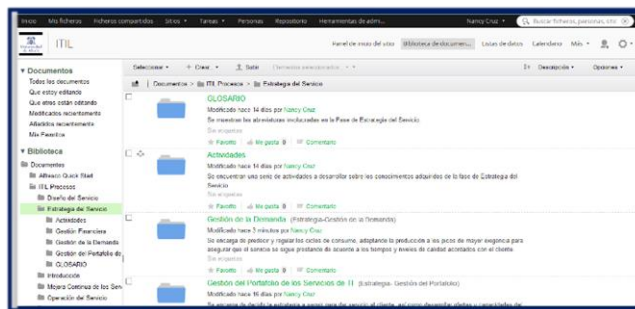 Inicio Mis ficheros Ficheros compartidos Sitios Tareas Personas Repositorio Herramientas de admi... Nancy Cruz Buscar ficheros, personas, sitios
ITIL
Panel de inicio del sitio Biblioteca de documen... Listas de datos Calendario Más
Documentos
Todos los documentos
Que estoy editando
Que otros están editando
Modificados recientemente
Añadidos recientemente
Mis Favoritos
Biblioteca
Documentos
Alfresco Quick Start
ITIL Procesos
Diseño del Servicio
Estrategia del Servicio
Actividades
Gestión Financiera
Gestión de la Demanda
Gestión del Portafolio de
GLOSARIO
Introducción
Mejora Continua de los Serv
Operación del Servicio
Seleccionar + Crear Subir Elementos seleccionados... Descripción Opciones
Documentos > ITIL Procesos > Estrategia del Servicio
GLOSARIO
Modificado hace 14 días por Nancy Cruz
Se muestran las abreviaturas involucradas en la Fase de Estrategia del Servicio
Sin etiquetas
Favorito Me gusta 0 Comentario
Actividades
Modificado hace 14 días por Nancy Cruz
Se encuentran una serie de actividades a desarrollar sobre los conocimientos adquiridos de la fase de Estrategia del
Servicio
Sin etiquetas
Favorito Me gusta 0 Comentario
Gestión de la Demanda (Estrategia-Gestión de la Demanda)
Modificado hace 3 minutos por Nancy Cruz
Se encarga de predecir y regular los ciclos de consumo, adaptando la producción a los picos de mayor exigencia para
asegurar que el servicio se sigue prestando de acuerdo a los tiempos y niveles de calidad acordados con el cliente.
Sin etiquetas
Favorito Me gusta 0 Comentario
Gestión del Portafolio de los Servicios de TI (Estrategia- Gestión del Portafolio)
Modificado hace 16 días por Nancy Cruz